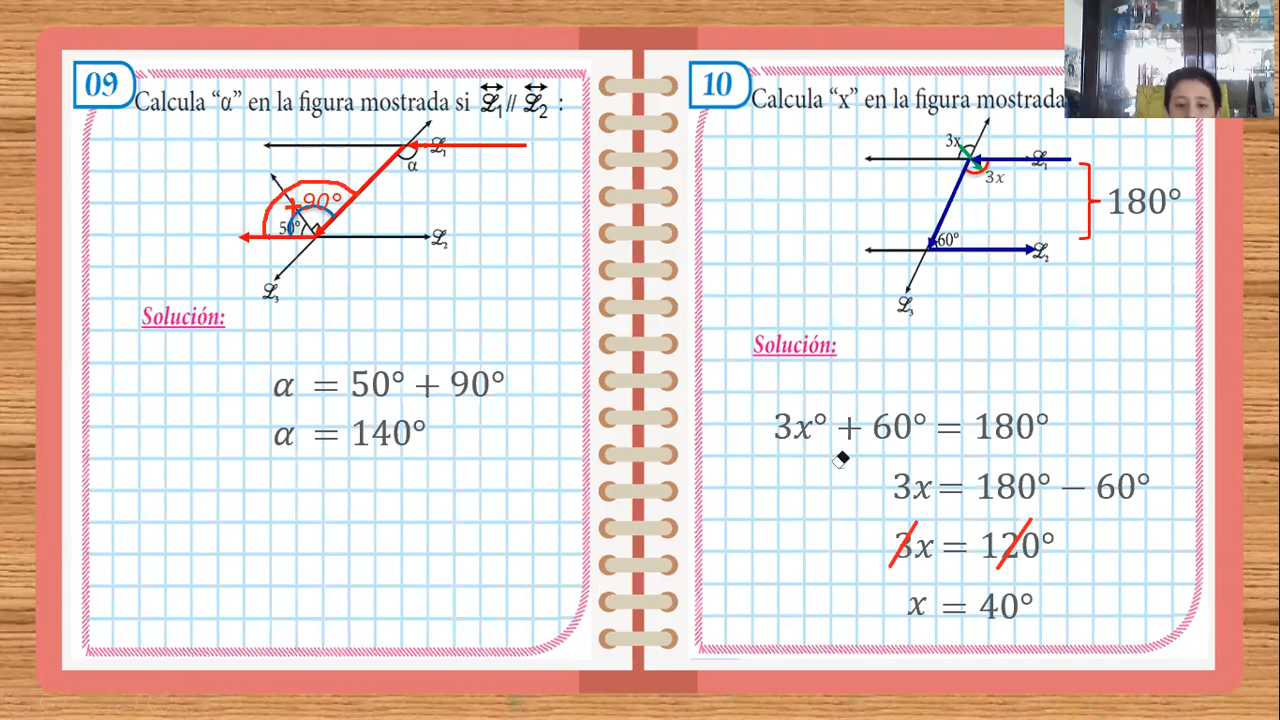 09
Calcula “α” en la figura mostrada si ℒ₁ // ℒ₂ :
ℒ₁
α
+90°
50°
ℒ₂
ℒ₃
Solución:
α = 50° + 90°
α = 140°
10
Calcula “x” en la figura mostrada
3x
ℒ₁
3x
180°
60°
ℒ₂
ℒ₃
Solución:
3x° + 60° = 180°
3x = 180° − 60°
3x = 120°
x = 40°